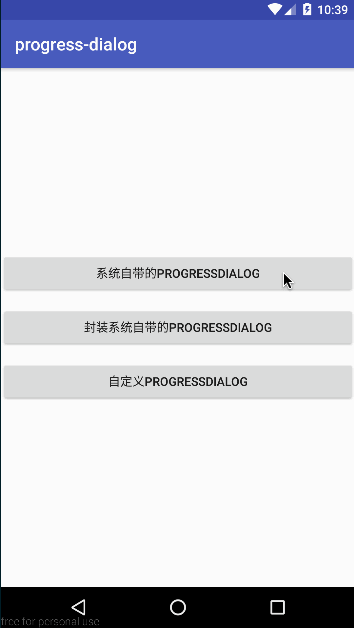 10:39
progress-dialog
系统自带的PROGRESSDIALOG
封装系统自带的PROGRESSDIALOG
自定义PROGRESSDIALOG
free for personal use